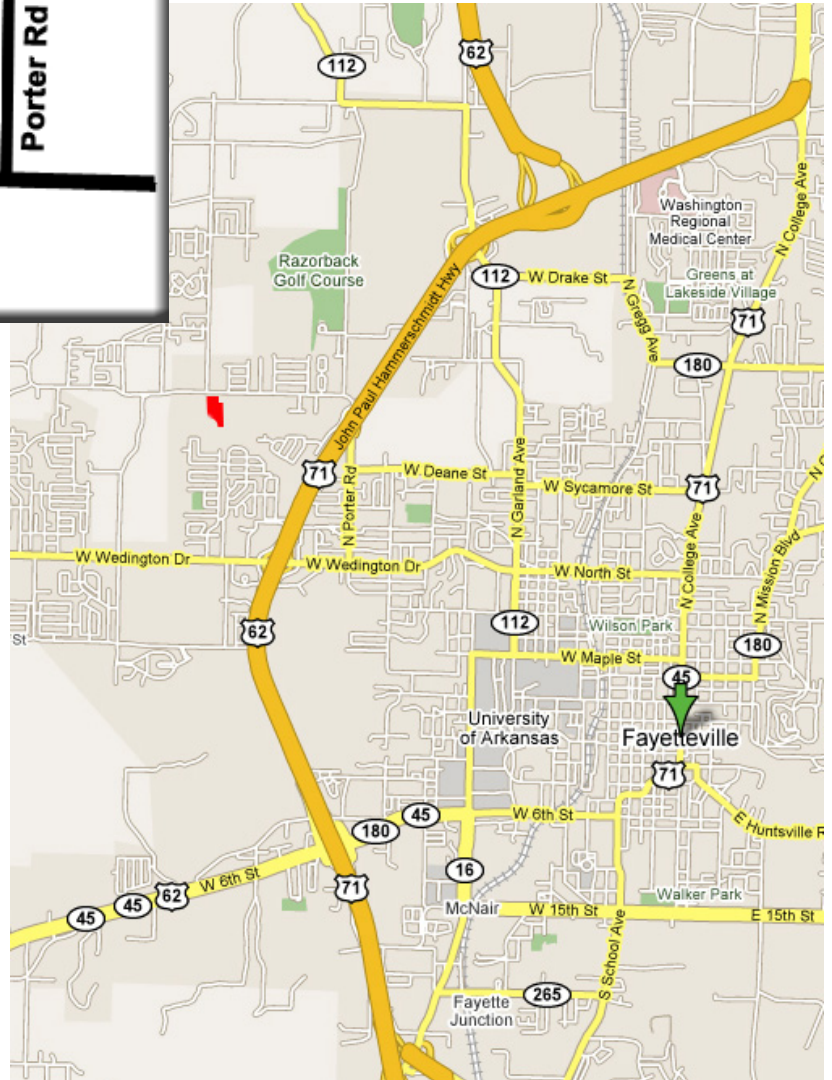 Porter Rd
112
62
Washington
Regional
Medical Center
N College Ave
Razorback
Golf Course
John Paul Hammerschmidt Hwy
112
W Drake St
Greens at
Lakeside Village
N Gregg Ave
71
180
71
W Deane St
N Garland Ave
W Sycamore St
71
N Porter Rd
N College Ave
W Wedington Dr
W Wedington Dr
W North St
N Mission Blvd
62
112
Wilson Park
180
St
W Maple St
45
University
of Arkansas
Fayetteville
71
45
W 6th St
180
E Huntsville R
16
71
W 6th St
62
45
45
Walker Park
McNair
W 15th St
E 15th St
S School Ave
265
Fayette
Junction